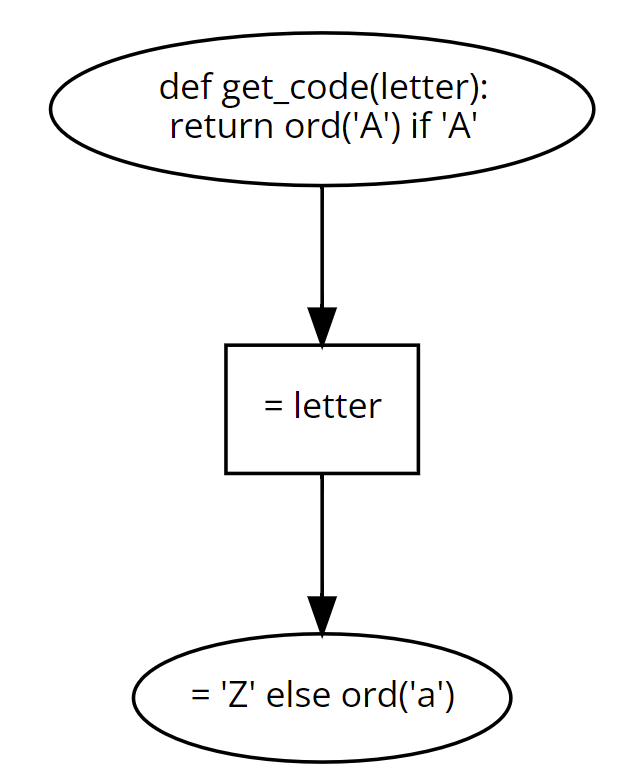 def get_code(letter):
return ord('A') if 'A'
= letter
= 'Z' else ord('a')